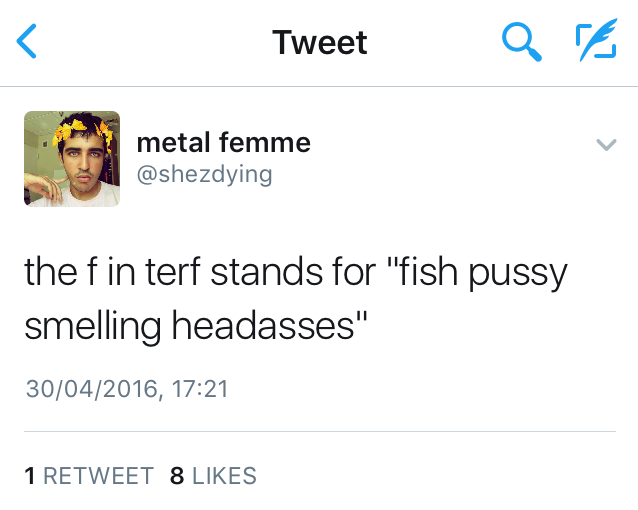 Tweet
metal femme
@shezdying
the f in terf stands for "fish pussy
smelling headasses"
30/04/2016, 17:21
1 RETWEET 8 LIKES